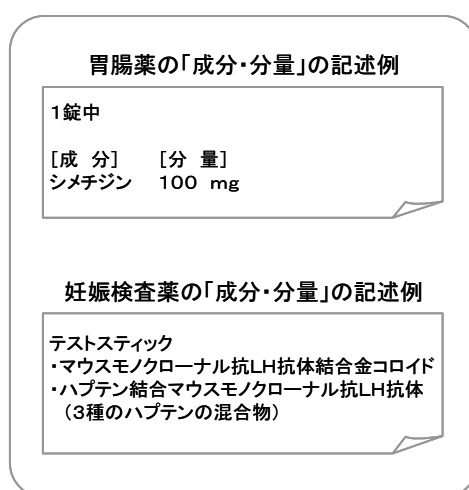 胃腸薬の「成分・分量」の記述例
1錠中
[成 分] [分 量]
シメチジン 100 mg
妊娠検査薬の「成分・分量」の記述例
テストスティック
・マウスモノクローナル抗LH抗体結合金コロイド
・ハプテン結合マウスモノクローナル抗LH抗体
(3種のハプテンの混合物)